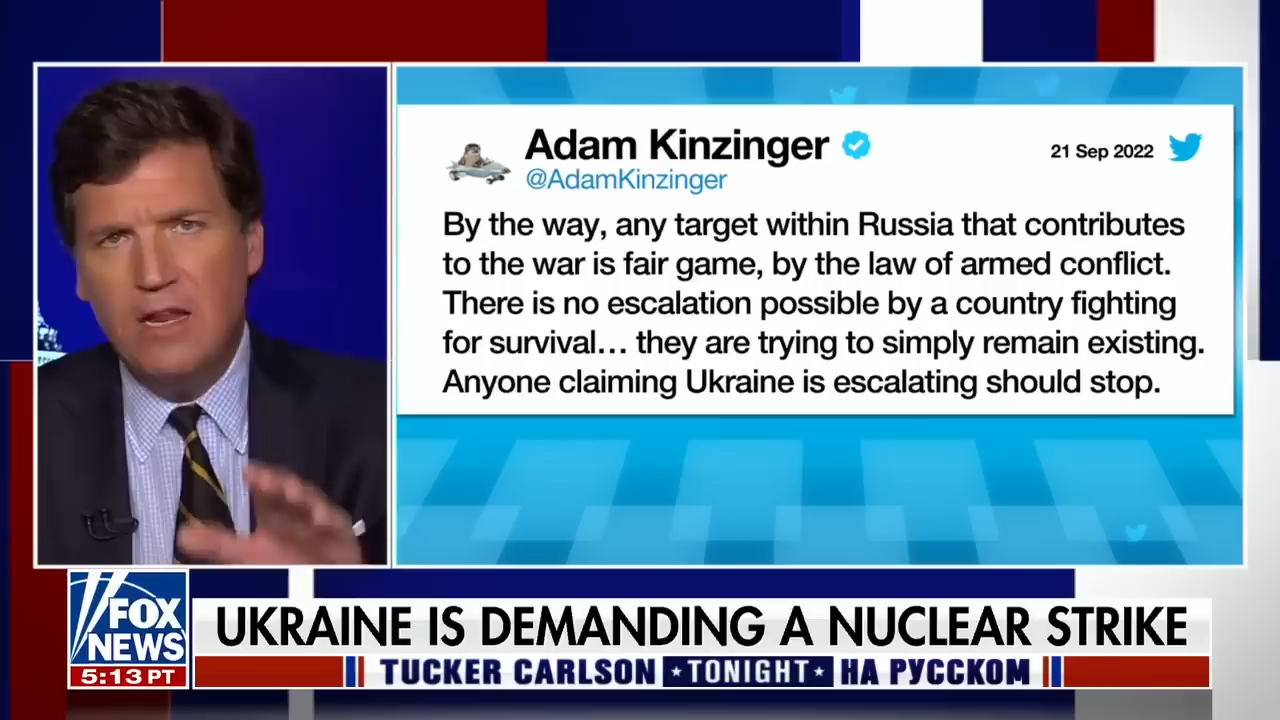 Adam Kinzinger
@AdamKinzinger
21 Sep 2022
By the way, any target within Russia that contributes
to the war is fair game, by the law of armed conflict.
There is no escalation possible by a country fighting
for survival... they are trying to simply remain existing.
Anyone claiming Ukraine is escalating should stop.
FOX
NEWS
5:13 PT
UKRAINE IS DEMANDING A NUCLEAR STRIKE
TUCKER CARLSON ★TONIGHT★ НА РУССКОМ